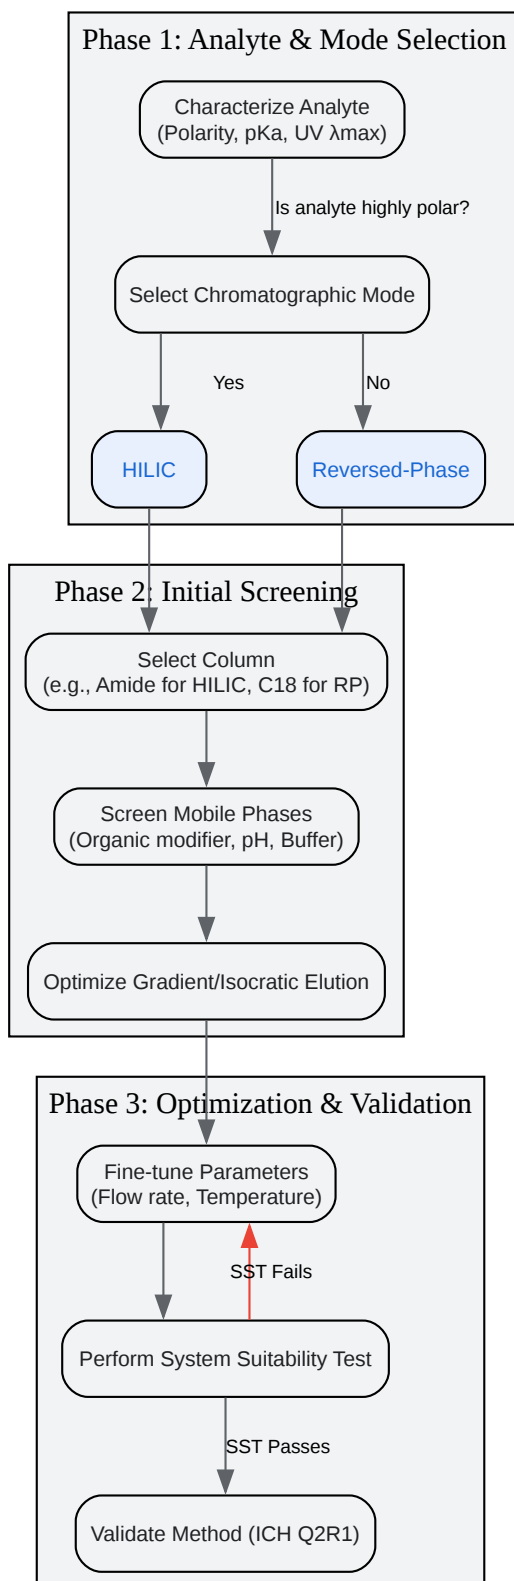 Phase 1: Analyte & Mode Selection
Characterize Analyte
(Polarity, pKa, UV λmax)
Is analyte highly polar?
Select Chromatographic Mode
Yes
No
HILIC
Reversed-Phase
Phase 2: Initial Screening
Select Column
(e.g., Amide for HILIC, C18 for RP)
Screen Mobile Phases
(Organic modifier, pH, Buffer)
Optimize Gradient/Isocratic Elution
Phase 3: Optimization & Validation
Fine-tune Parameters
(Flow rate, Temperature)
SST Fails
Perform System Suitability Test
SST Passes
Validate Method (ICH Q2R1)